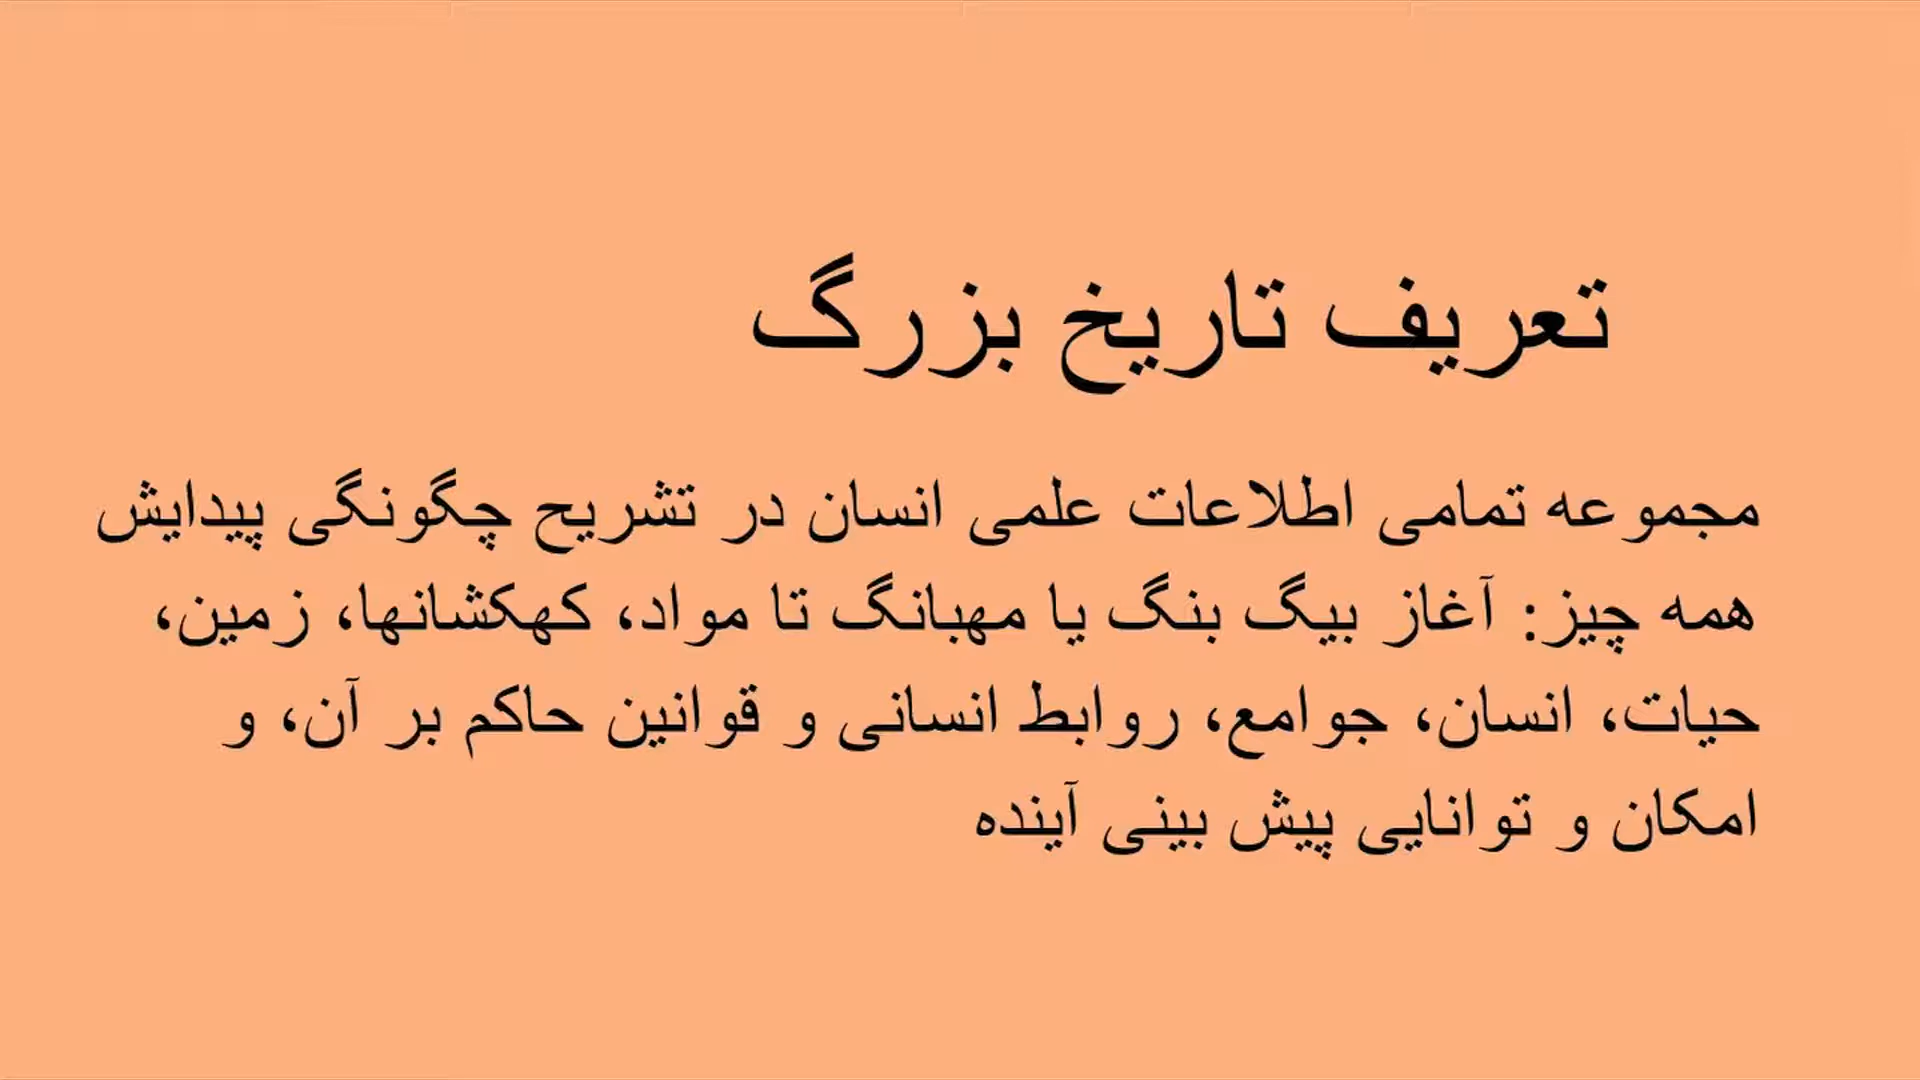 تعریف تاریخ بزرگ
مجموعه تمامی اطلاعات علمی انسان در تشریح چگونگی پیدایش
همه چیز: آغاز بیگ بنگ یا مهبانگ تا مواد، کهکشانها، زمین،
حیات، انسان، جوامع، روابط انسانی و قوانین حاکم بر آن، و
امکان و توانایی پیش بینی آینده